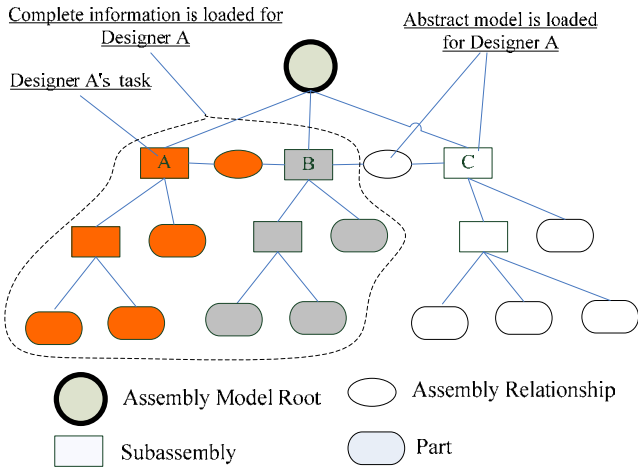 Complete information is loaded for
Designer A
Abstract model is loaded
for Designer A
Designer A's task
A
B
C
Assembly Model Root
Assembly Relationship
Subassembly
Part